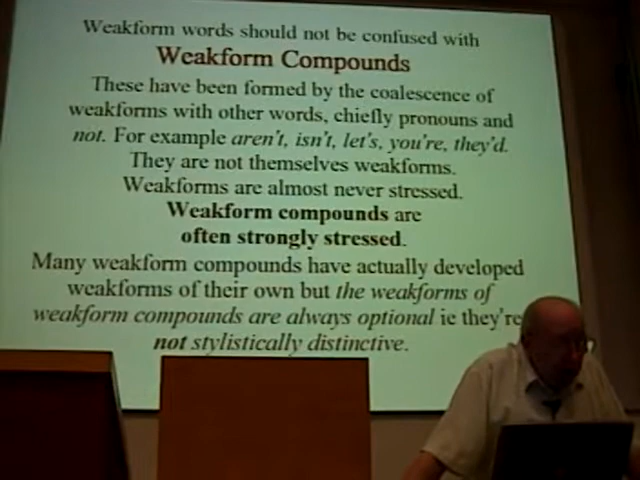 Weakform words should not be confused with
Weakform Compounds
These have been formed by the coalescence of
weakforms with other words, chiefly pronouns and
not. For example aren't, isn't, let's, you're, they'd.
They are not themselves weakforms.
Weakforms are almost never stressed.
Weakform compounds are
often strongly stressed.
Many weakform compounds have actually developed
weakforms of their own but the weakforms of
weakform compounds are always optional ie they're
not stylistically distinctive.